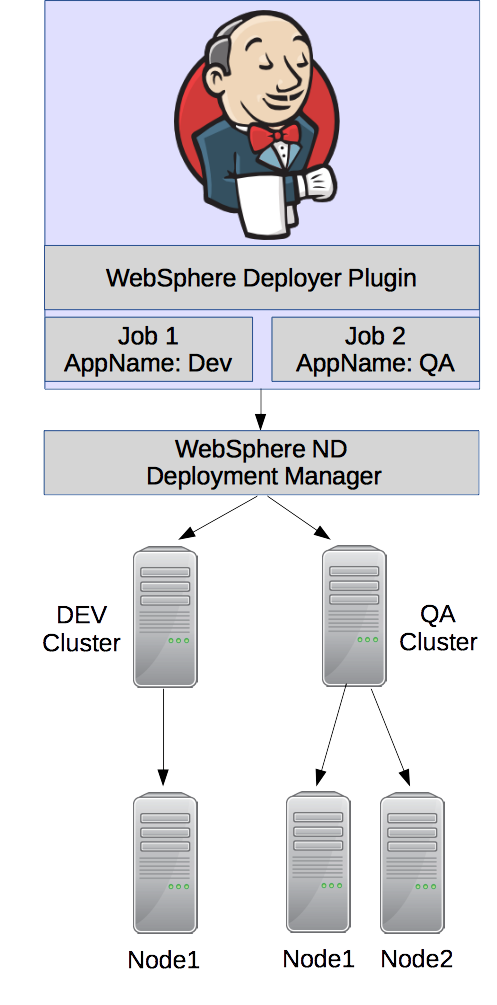 WebSphere Deployer Plugin
Job 1
AppName: Dev
Job 2
AppName: QA
WebSphere ND
Deployment Manager
DEV
Cluster
QA
Cluster
Node1
Node1
Node2